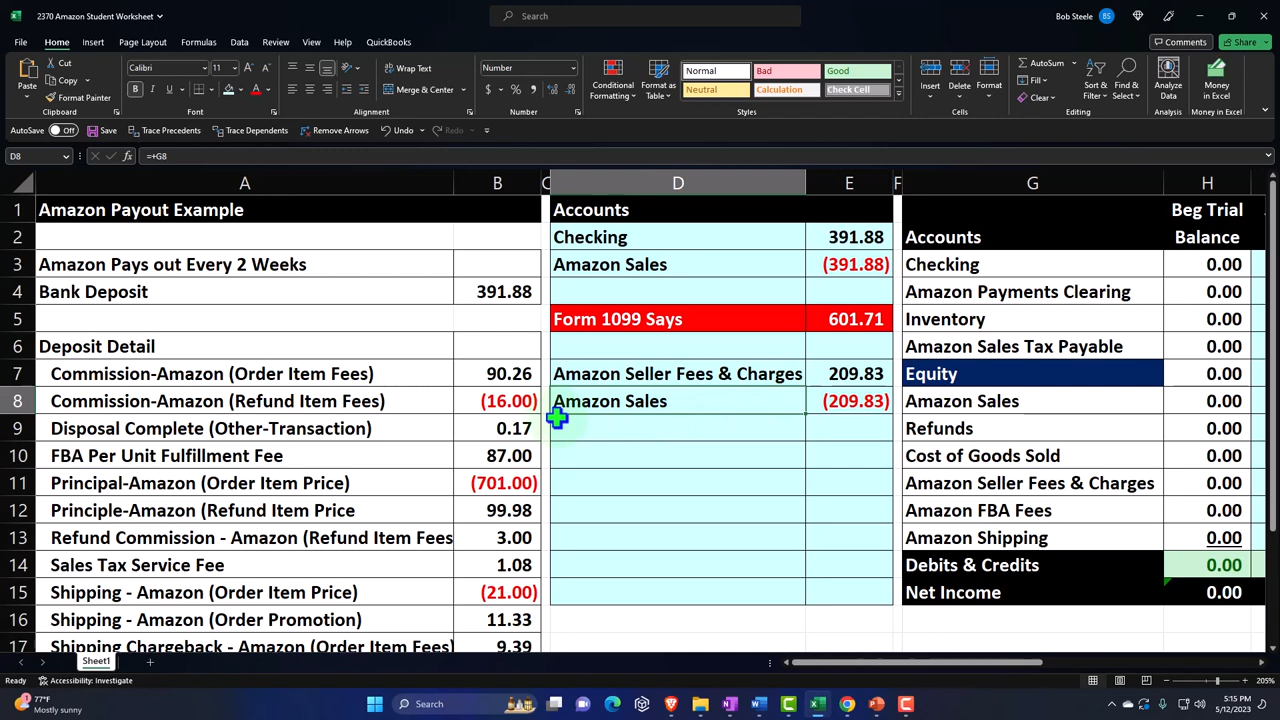 2370 Amazon Student Worksheet
Search
Bob Steele BS
File Home Insert Page Layout Formulas Data Review View Help QuickBooks
Comments Share
Paste Cut Copy Format Painter
Clipboard
Calibri 11
B I U
Font
Wrap Text
Merge & Center
Alignment
Number
$ % ,
Number
Conditional Formatting
Format as Table
Normal Bad Good
Neutral Calculation Check Cell
Styles
Insert Delete Format
Cells
AutoSum
Fill
Clear
Sort & Filter
Find & Select
Editing
Analyze Data
Analysis
Money in Excel
Money in Excel
AutoSave Off Save Trace Precedents Trace Dependents Remove Arrows Undo Redo
D8 fx =+G8
A B C D E F G H
1 Amazon Payout Example Accounts Beg Trial
2 Checking 391.88 Accounts Balance
3 Amazon Pays out Every 2 Weeks Amazon Sales (391.88) Checking 0.00
4 Bank Deposit 391.88 Amazon Payments Clearing 0.00
5 Form 1099 Says 601.71 Inventory 0.00
6 Deposit Detail Amazon Sales Tax Payable 0.00
7 Commission-Amazon (Order Item Fees) 90.26 Amazon Seller Fees & Charges 209.83 Equity 0.00
8 Commission-Amazon (Refund Item Fees) (16.00) Amazon Sales (209.83) Amazon Sales 0.00
9 Disposal Complete (Other-Transaction) 0.17 Refunds 0.00
10 FBA Per Unit Fulfillment Fee 87.00 Cost of Goods Sold 0.00
11 Principal-Amazon (Order Item Price) (701.00) Amazon Seller Fees & Charges 0.00
12 Principle-Amazon (Refund Item Price 99.98 Amazon FBA Fees 0.00
13 Refund Commission - Amazon (Refund Item Fees 3.00 Amazon Shipping 0.00
14 Sales Tax Service Fee 1.08 Debits & Credits 0.00
15 Shipping - Amazon (Order Item Price) (21.00) Net Income 0.00
16 Shipping - Amazon (Order Promotion) 11.33
17 Shipping Chargeback - Amazon (Order Item Fees) 9.39
Sheet1
Ready Accessibility: Investigate 205%
77°F
Mostly sunny
Search
5:15 PM
5/12/2023